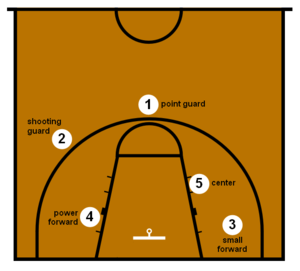 1 point guard
shooting
guard
2
5 center
power
forward
4
3
small
forward